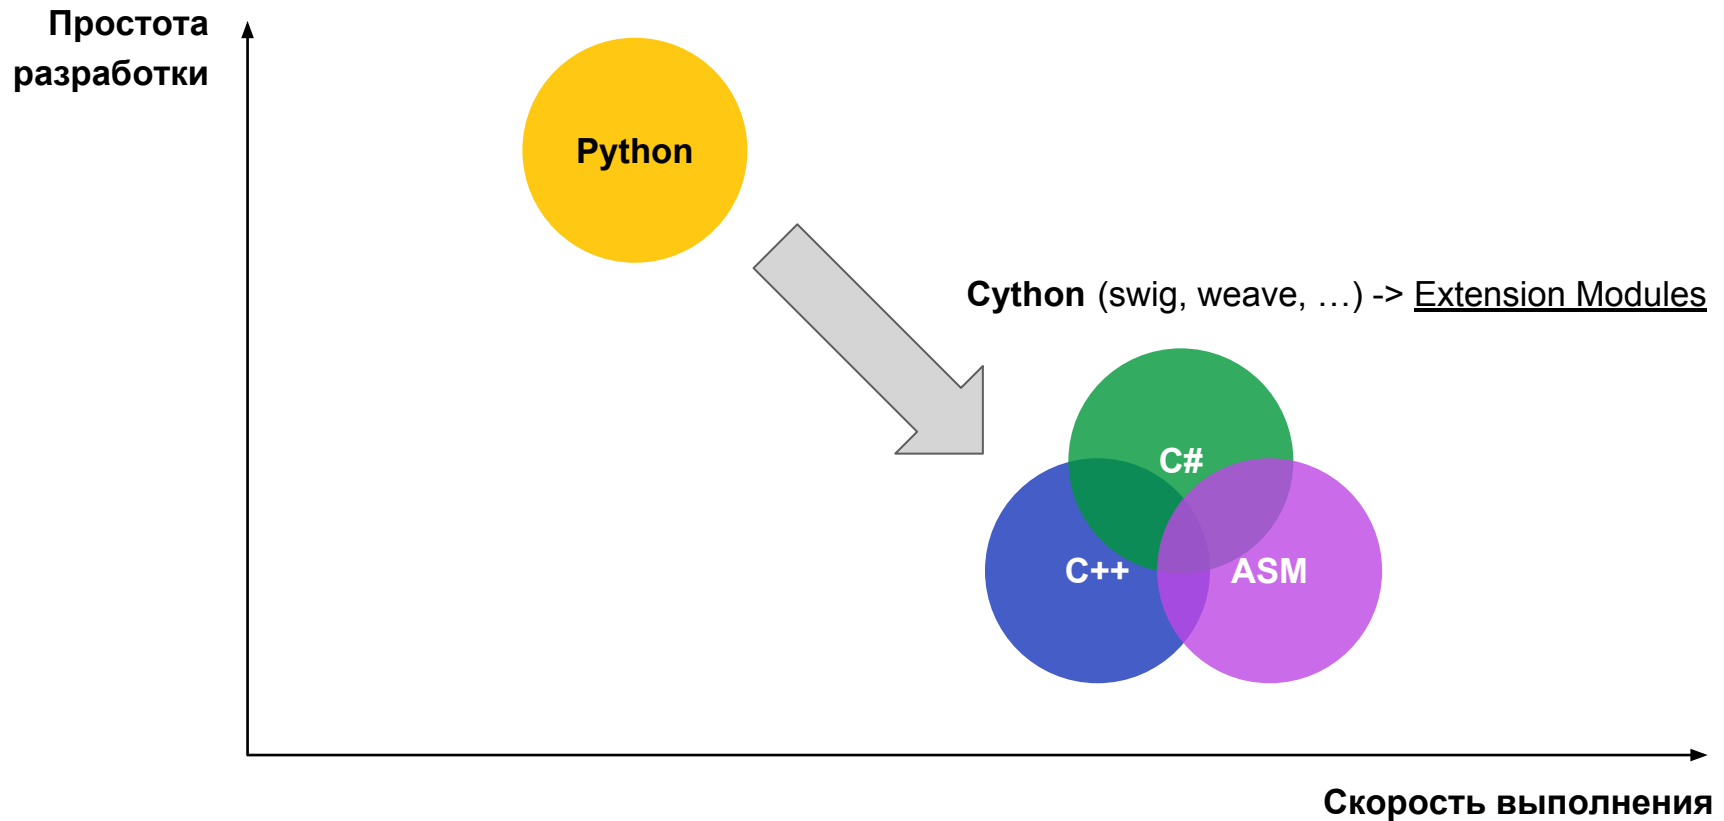 Простота
разработки
Python
Cython (swig, weave, …) -> Extension Modules
C#
C++
ASM
Скорость выполнения